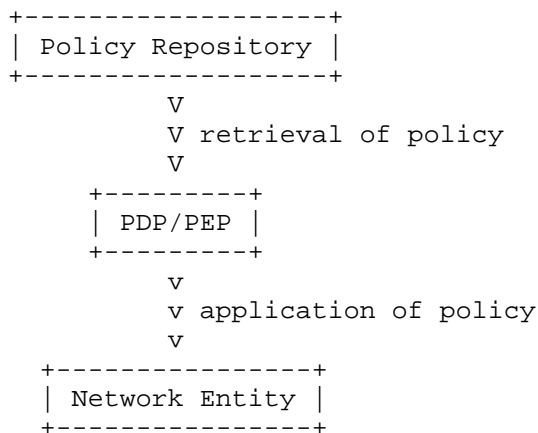 +-------------------+
| Policy Repository |
+-------------------+
V
V retrieval of policy
V
+---------+
| PDP/PEP |
+---------+
v
v application of policy
v
+----------------+
| Network Entity |
+----------------+